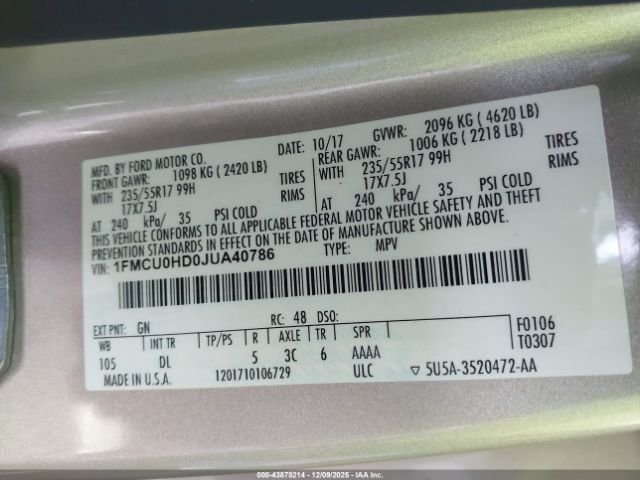 MFD. BY FORD MOTOR CO. DATE: 10/17 GVWR: 2096 KG ( 4620 LB)
FRONT GAWR: 1098 KG ( 2420 LB) REAR GAWR: 1006 KG ( 2218 LB)
WITH 235/55R17 99H TIRES WITH 235/55R17 99H TIRES
17X7.5J RIMS 17X7.5J RIMS
AT 240 kPa/ 35 PSI COLD AT 240 kPa/ 35 PSI COLD
THIS VEHICLE CONFORMS TO ALL APPLICABLE FEDERAL MOTOR VEHICLE SAFETY AND THEFT
PREVENTION STANDARDS IN EFFECT ON THE DATE OF MANUFACTURE SHOWN ABOVE.
VIN: 1FMCU0HD0JUA40786 TYPE: MPV
EXT PNT: GN RC: 48 DSO: F0106
WB INT TR TP/PS R AXLE TR SPR T0307
105 DL 5 3C 6 AAAA
MADE IN U.S.A. 1201710106729 ULC ▽ 5U5A-3520472-AA
00-43878214 - 12/09/2025 - IAA Inc.